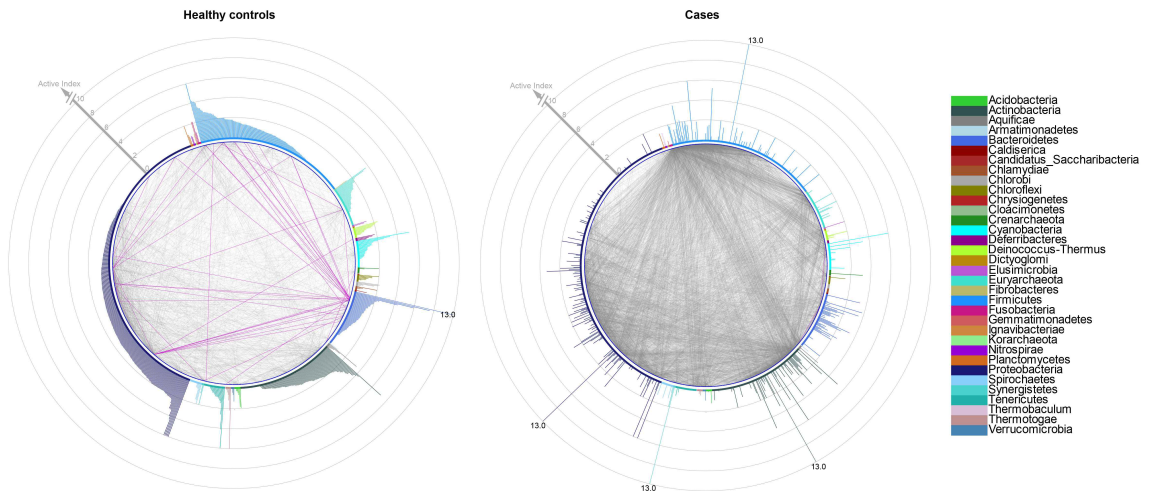 Healthy controls
Cases
Active Index
10
8
6
4
2
0
13.0
Active Index
10
8
6
4
2
13.0
13.0
13.0
13.0
Acidobacteria
Actinobacteria
Aquificae
Armatimonadetes
Bacteroidetes
Caldiserica
Candidatus_Saccharibacteria
Chlamydiae
Chlorobi
Chloroflexi
Chrysiogenetes
Cloacimonetes
Crenarchaeota
Cyanobacteria
Deferribacteres
Deinococcus-Thermus
Dictyoglomi
Elusimicrobia
Euryarchaeota
Fibrobacteres
Firmicutes
Fusobacteria
Gemmatimonadetes
Ignavibacteriae
Korarchaeota
Nitrospirae
Planctomycetes
Proteobacteria
Spirochaetes
Synergistetes
Tenericutes
Thermobaculum
Thermotogae
Verrucomicrobia